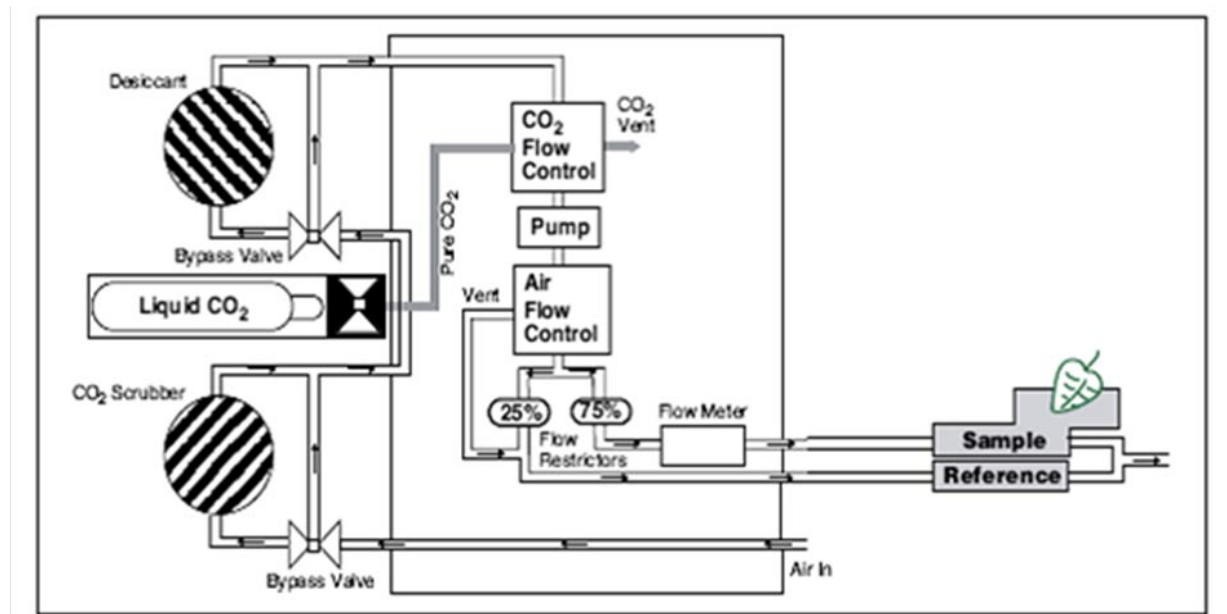 Desiccant
CO2
Vent
CO2
Flow
Control
Pure CO2
Pump
Bypass Valve
Liquid CO2
Vent
Air
Flow
Control
CO2 Scrubber
25%
75%
Flow Meter
Flow
Restrictors
Sample
Reference
Air In
Bypass Valve